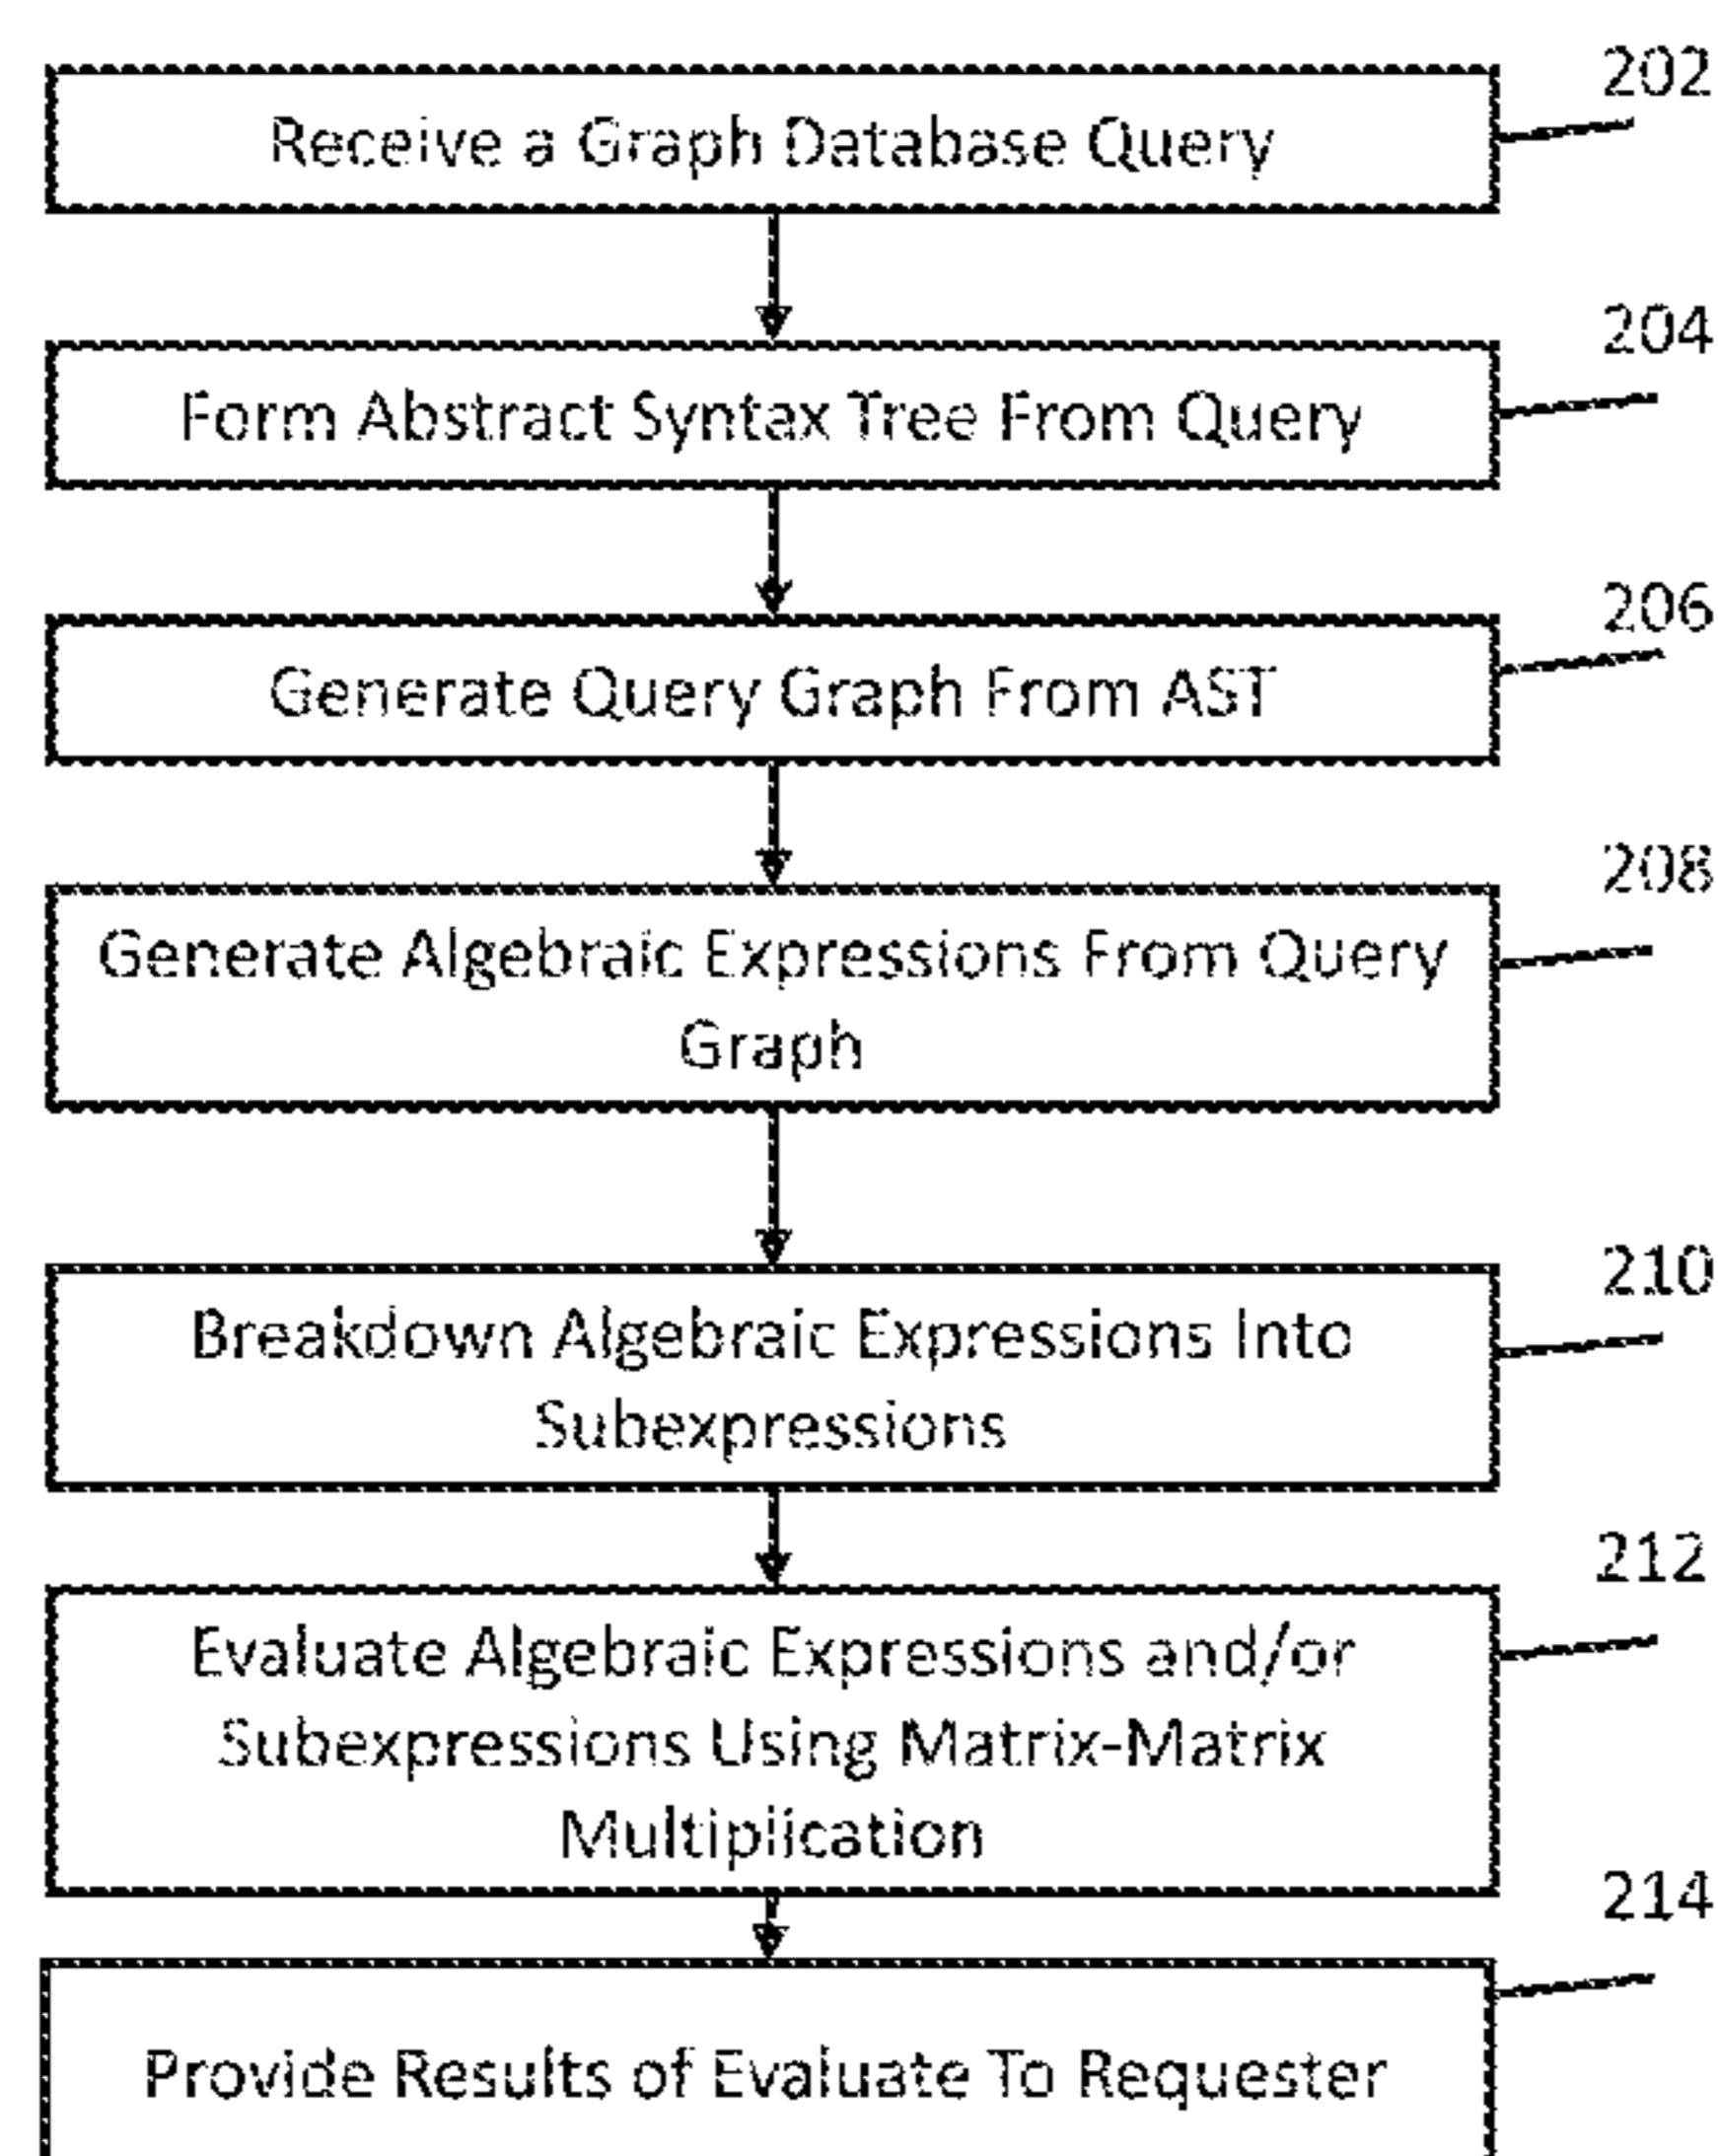 202
Receive a Graph Database Query
204
Form Abstract Syntax Tree From Query
206
Generate Query Graph From AST
208
Generate Algebraic Expressions From Query
Graph
210
Breakdown Algebraic Expressions Into
Subexpressions
212
Evaluate Algebraic Expressions and/or
Subexpressions Using Matrix-Matrix
Multiplication
214
Provide Results of Evaluate To Requester